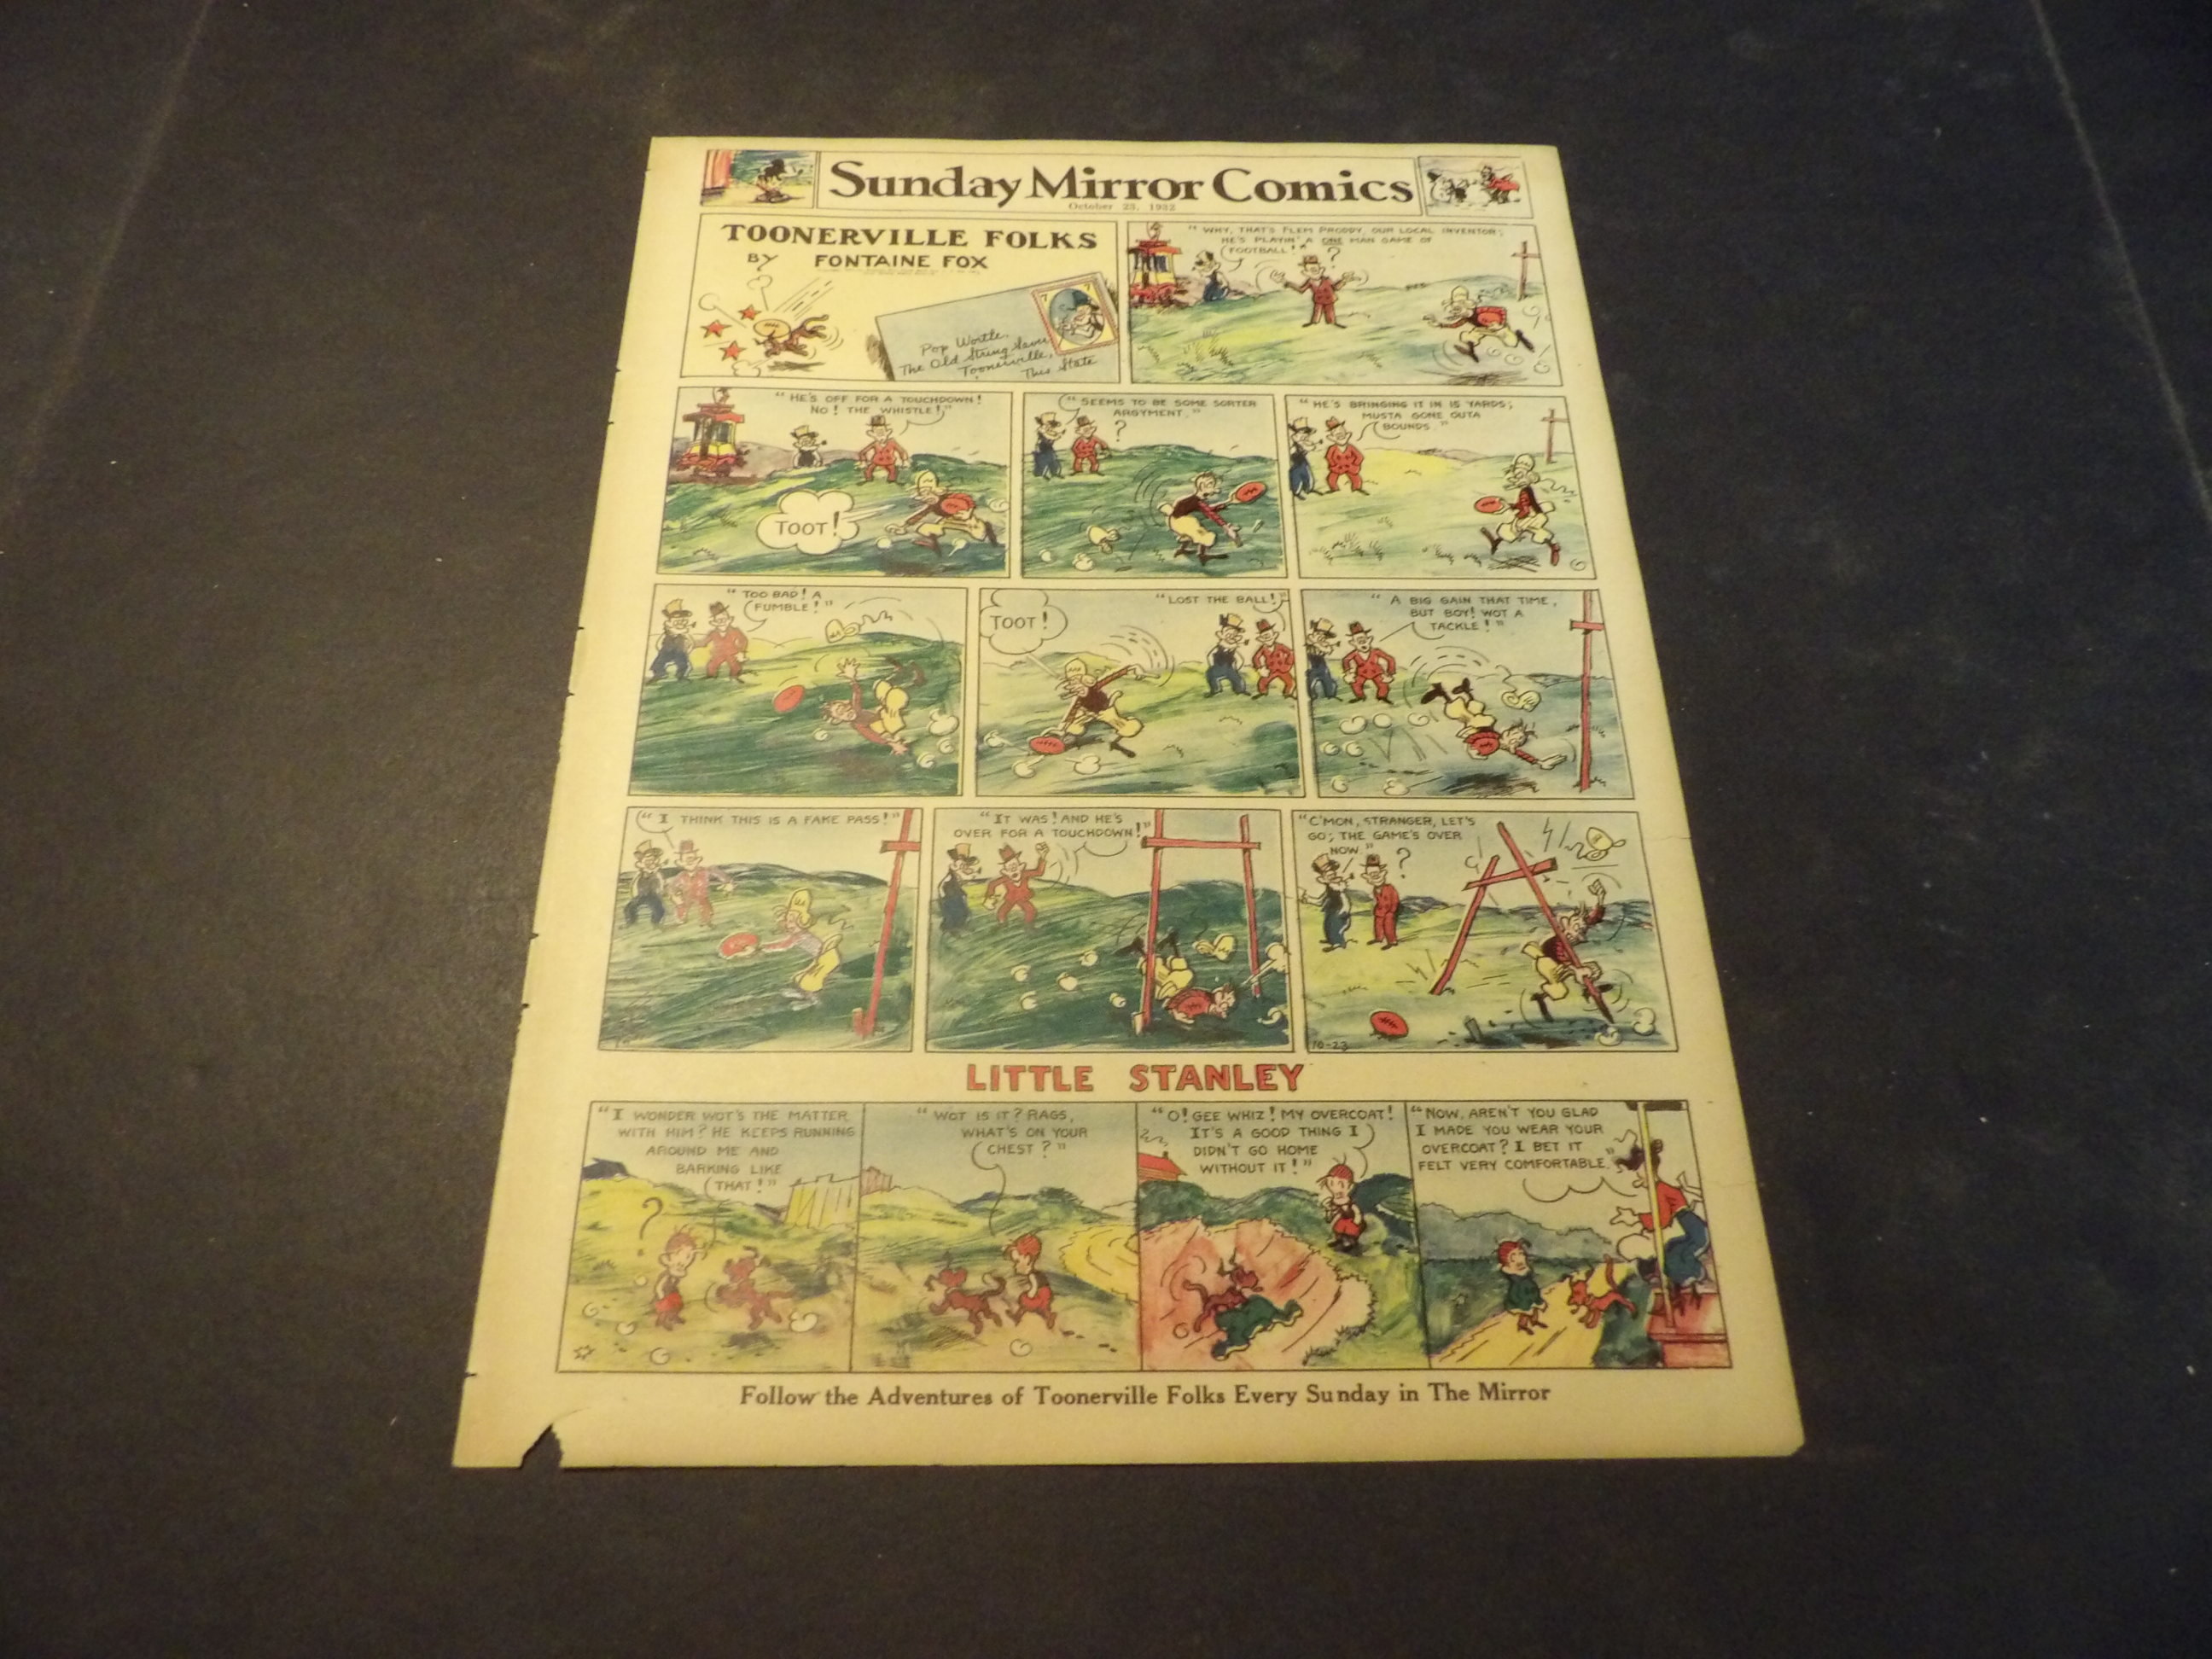 Sunday Mirror Comics
October 23, 1932
TOONERVILLE FOLKS
BY FONTAINE FOX
Pop Wortle,
The Old String Saver
Toonerville,
This State
" WHY, THAT'S FLEM PRODDY, OUR LOCAL INVENTOR;
HE'S PLAYIN' A ONE MAN GAME OF
FOOTBALL! "
?
" HE'S OFF FOR A TOUCHDOWN!
NO! THE WHISTLE! "
TOOT!
" SEEMS TO BE SOME SORTER
ARGYMENT. "
?
" HE'S BRINGING IT IN 15 YARDS;
MUSTA GONE OUTA
BOUNDS. "
" TOO BAD! A
FUMBLE! "
TOOT!
" LOST THE BALL! "
" A BIG GAIN THAT TIME,
BUT BOY! WOT A
TACKLE! "
" I THINK THIS IS A FAKE PASS! "
" IT WAS! AND HE'S
OVER FOR A TOUCHDOWN! "
" C'MON, STRANGER, LET'S
GO; THE GAME'S OVER
NOW. "
?
10-23
LITTLE STANLEY
" I WONDER WOT'S THE MATTER
WITH HIM? HE KEEPS RUNNING
AROUND ME AND
BARKING LIKE
THAT! "
?
" WOT IS IT? RAGS,
WHAT'S ON YOUR
CHEST? "
" O! GEE WHIZ! MY OVERCOAT!
IT'S A GOOD THING I
DIDN'T GO HOME
WITHOUT IT! "
" NOW, AREN'T YOU GLAD
I MADE YOU WEAR YOUR
OVERCOAT? I BET IT
FELT VERY COMFORTABLE. "
Follow the Adventures of Toonerville Folks Every Sunday in The Mirror